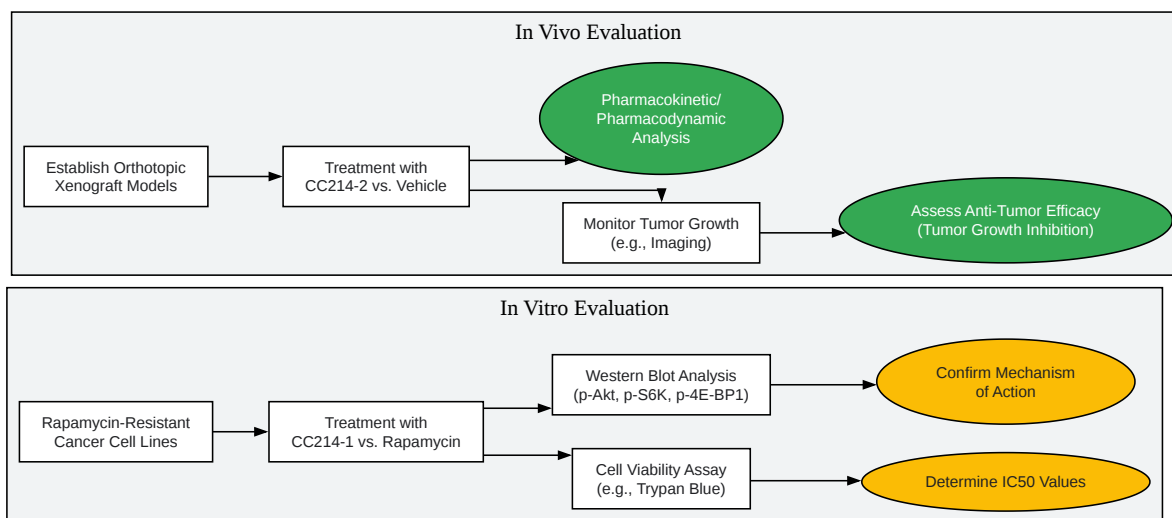 In Vivo Evaluation
Pharmacokinetic/
Pharmacodynamic
Analysis
Establish Orthotopic
Xenograft Models
Treatment with
CC214-2 vs. Vehicle
Monitor Tumor Growth
(e.g., Imaging)
Assess Anti-Tumor Efficacy
(Tumor Growth Inhibition)
In Vitro Evaluation
Rapamycin-Resistant
Cancer Cell Lines
Treatment with
CC214-1 vs. Rapamycin
Western Blot Analysis
(p-Akt, p-S6K, p-4E-BP1)
Confirm Mechanism
of Action
Cell Viability Assay
(e.g., Trypan Blue)
Determine IC50 Values